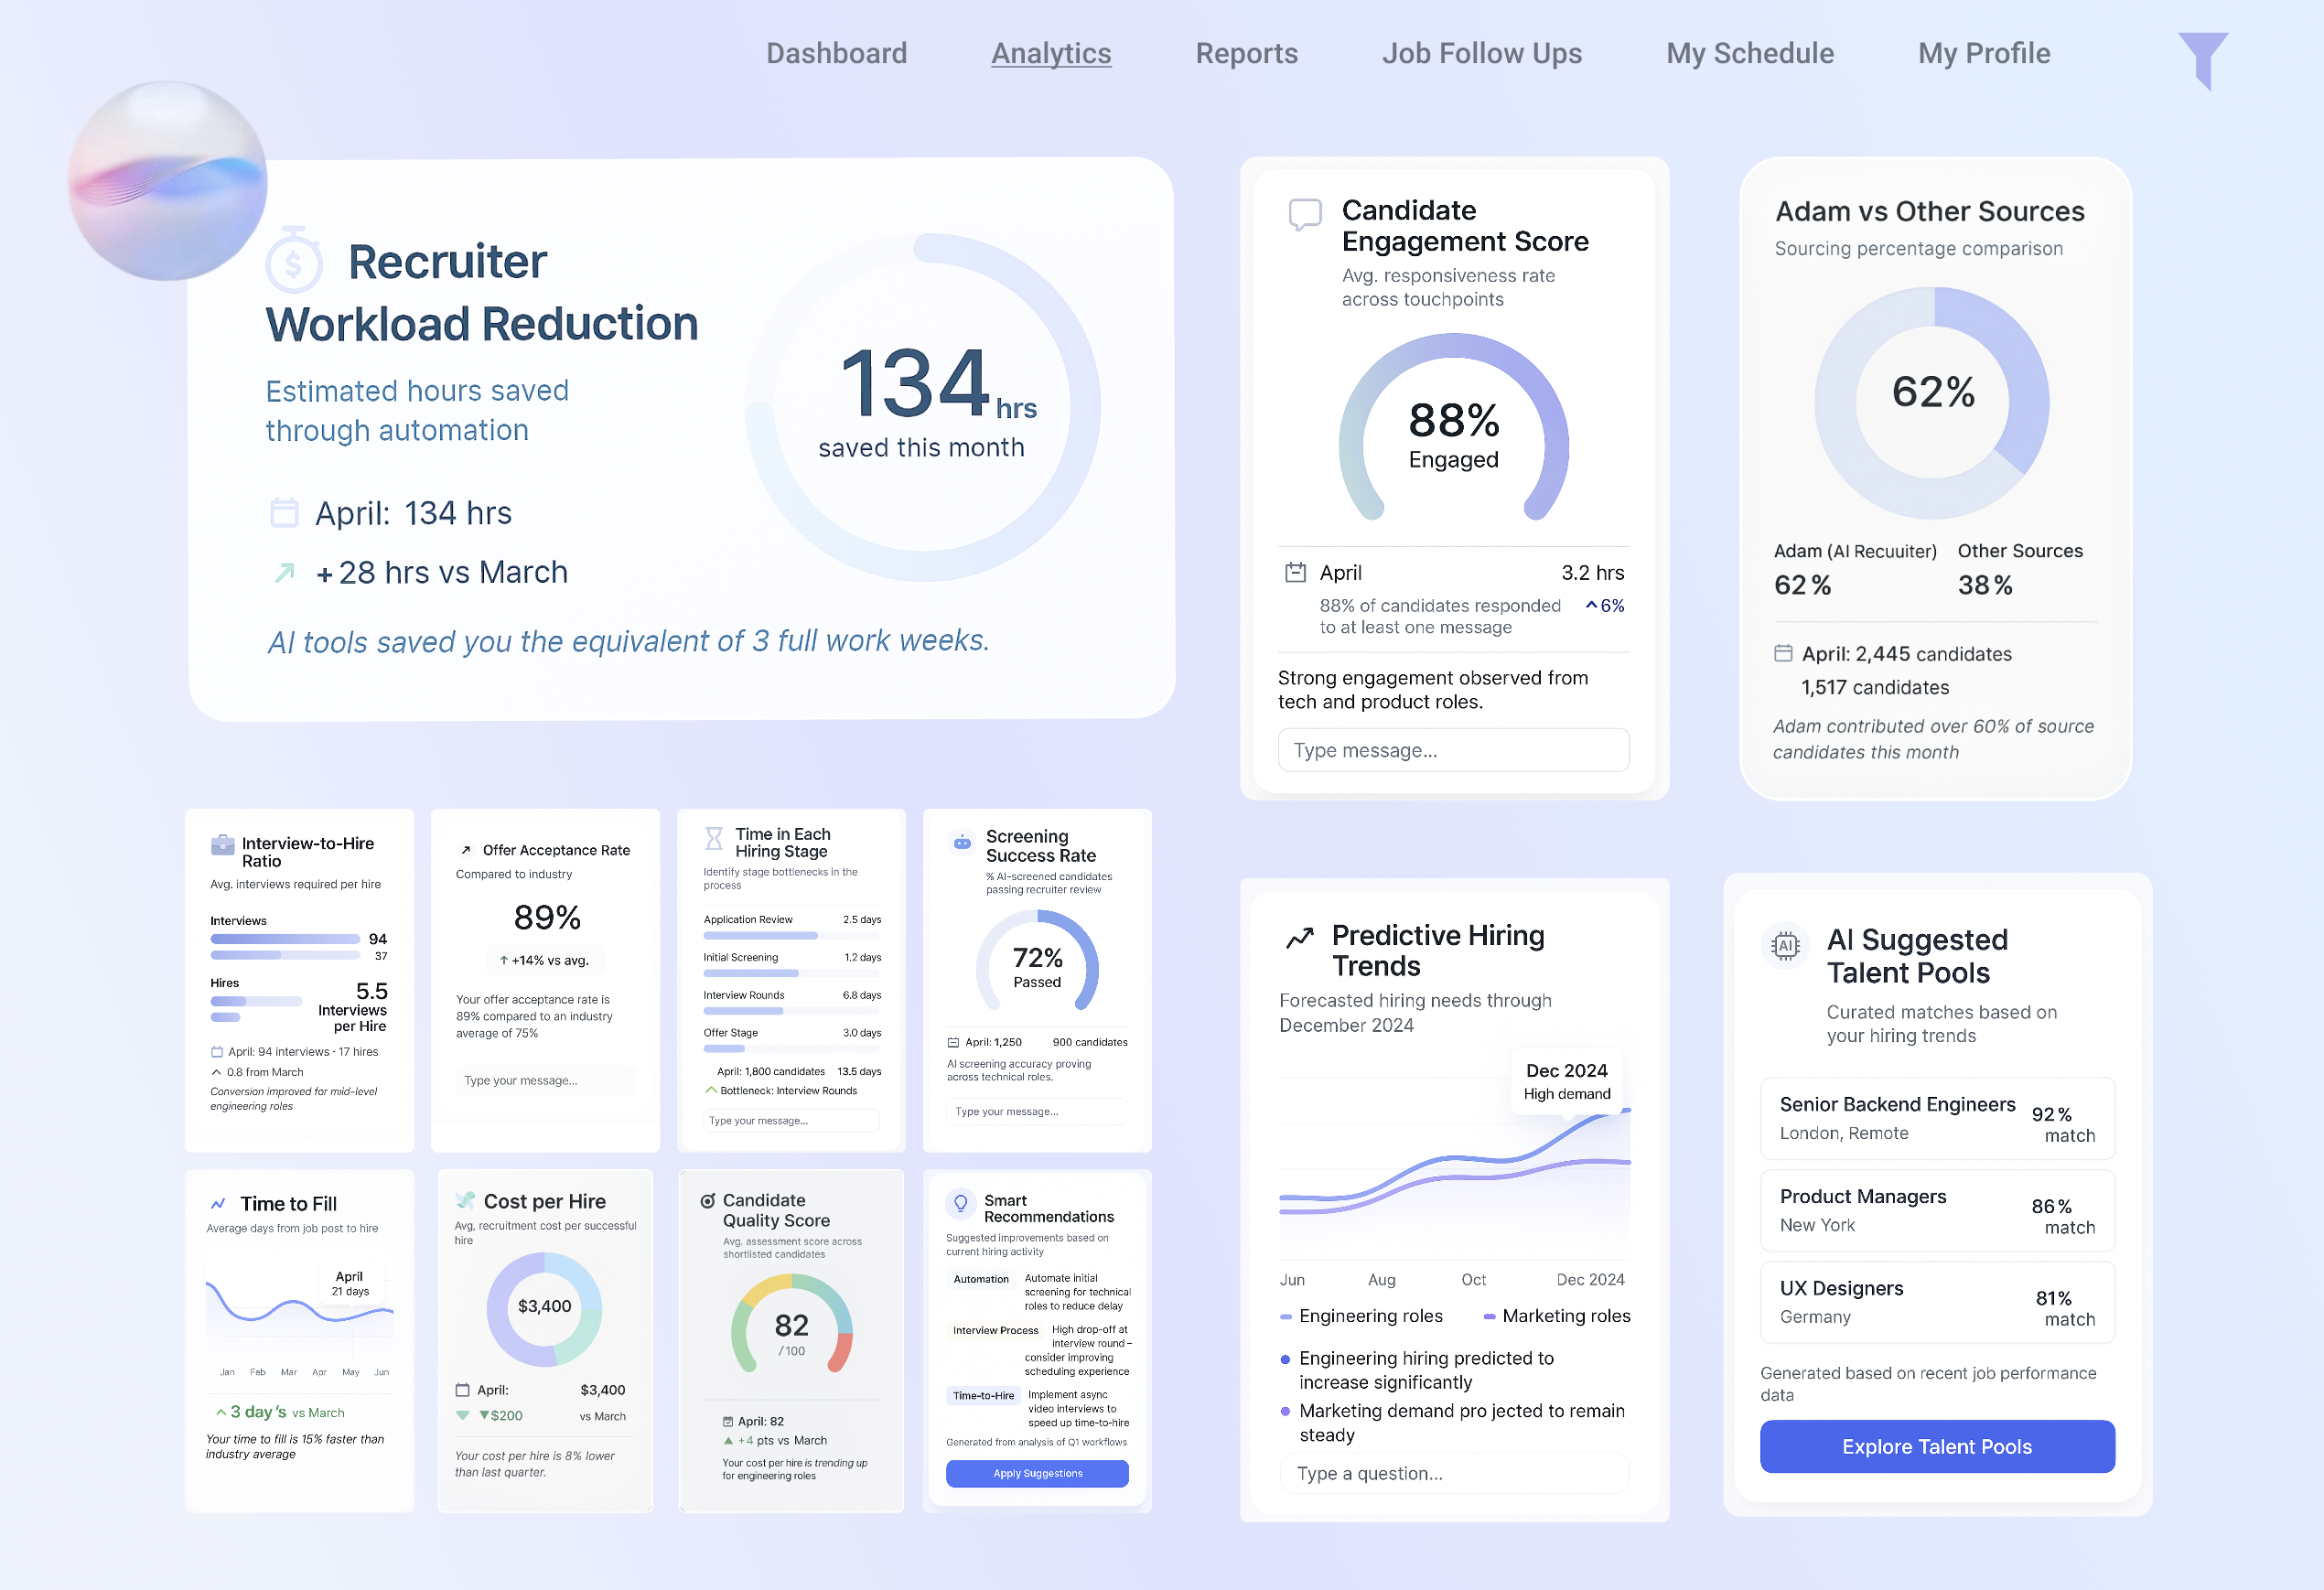 Dashboard
Analytics
Reports
Job Follow Ups
My Schedule
My Profile
$ Recruiter
Workload Reduction
Estimated hours saved
through automation
April: 134 hrs
+28 hrs vs March
AI tools saved you the equivalent of 3 full work weeks.
134 hrs
saved this month
Candidate
Engagement Score
Avg. responsiveness rate
across touchpoints
88%
Engaged
April 3.2 hrs
88% of candidates responded ^6%
to at least one message
Strong engagement observed from
tech and product roles.
Type message...
Adam vs Other Sources
Sourcing percentage comparison
62%
Adam (AI Recuuiter) Other Sources
62% 38%
April: 2,445 candidates
1,517 candidates
Adam contributed over 60% of source
candidates this month
Interview-to-Hire
Ratio
Avg. interviews required per hire
Interviews
94
37
Hires
5.5
Interviews
per Hire
April: 94 interviews · 17 hires
0.8 from March
Conversion improved for mid-level
engineering roles
Offer Acceptance Rate
Compared to industry
89%
↑ +14% vs avg.
Your offer acceptance rate is
89% compared to an industry
average of 75%
Type your message...
Time in Each
Hiring Stage
Identify stage bottlenecks in the
process
Application Review 2.5 days
Initial Screening 1.2 days
Interview Rounds 6.8 days
Offer Stage 3.0 days
April: 1,800 candidates 13.5 days
Bottleneck: Interview Rounds
Type your message...
Screening
Success Rate
% AI-screened candidates
passing recruiter review
72%
Passed
April: 1,250 900 candidates
AI screening accuracy proving
across technical roles.
Type your message...
Time to Fill
Average days from job post to hire
April
21 days
Jan Feb Mar Apr May Jun
3 day's vs March
Your time to fill is 15% faster than
industry average
Cost per Hire
Avg, recruitment cost per successful
hire
$3,400
April: $3,400
▼$200 vs March
Your cost per hire is 8% lower
than last quarter.
Candidate
Quality Score
Avg. assessment score across
shortlisted candidates
82
/100
April: 82
▲ +4 pts vs March
Your cost per hire is trending up
for engineering roles
Smart
Recommendations
Suggested improvements based on
current hiring activity
Automation Automate initial
screening for technical
roles to reduce delay
Interview Process High drop-off at
interview round –
consider improving
scheduling experience
Time-to-Hire Implement async
video interviews to
speed up time-to-hire
Generated from analysis of Q1 workflows
Apply Suggestions
Predictive Hiring
Trends
Forecasted hiring needs through
December 2024
Dec 2024
High demand
Jun Aug Oct Dec 2024
Engineering roles Marketing roles
Engineering hiring predicted to
increase significantly
Marketing demand pro jected to remain
steady
Type a question...
AI
AI Suggested
Talent Pools
Curated matches based on
your hiring trends
Senior Backend Engineers 92%
London, Remote match
Product Managers 86%
New York match
UX Designers 81%
Germany match
Generated based on recent job performance
data
Explore Talent Pools